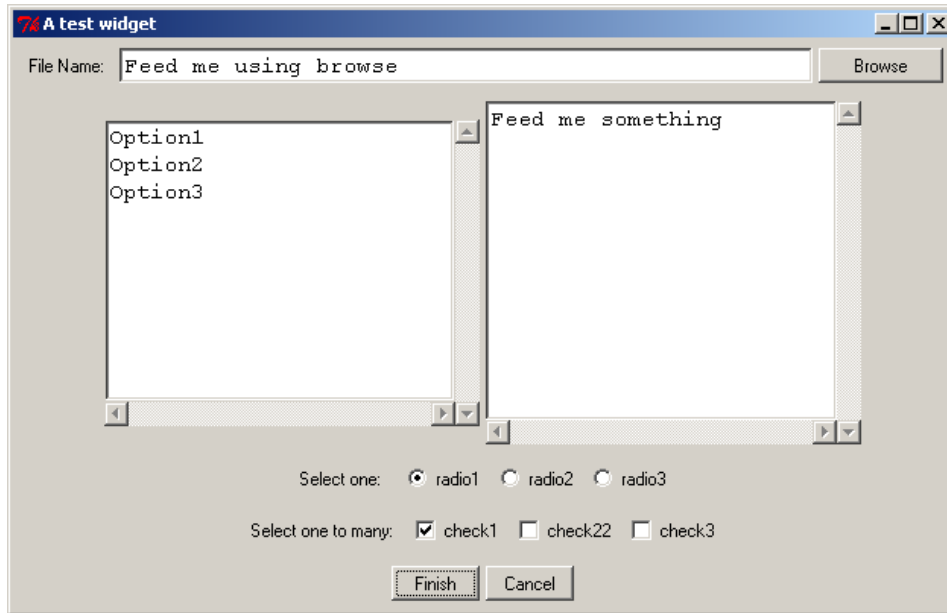 A test widget
File Name: Feed me using browse Browse
Option1
Option2
Option3
Feed me something
Select one: radio1 radio2 radio3
Select one to many: check1 check22 check3
Finish Cancel